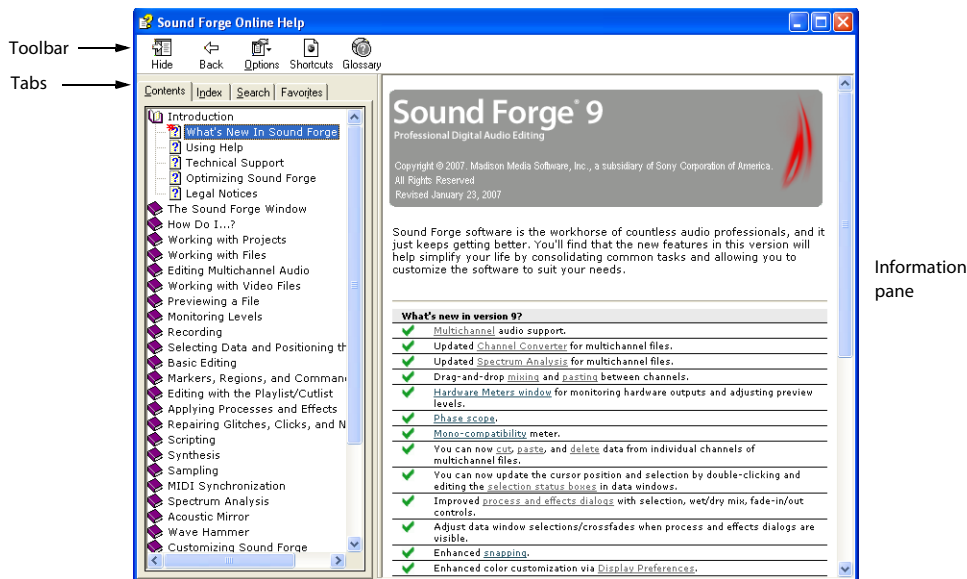 Sound Forge Online Help
Toolbar
Hide Back Options Shortcuts Glossary
Tabs
Contents Index Search Favorites
Introduction
What's New In Sound Forge
Using Help
Technical Support
Optimizing Sound Forge
Legal Notices
The Sound Forge Window
How Do I...?
Working with Projects
Working with Files
Editing Multichannel Audio
Working with Video Files
Previewing a File
Monitoring Levels
Recording
Selecting Data and Positioning th
Basic Editing
Markers, Regions, and Comman
Editing with the Playlist/Cutlist
Applying Processes and Effects
Repairing Glitches, Clicks, and N
Scripting
Synthesis
Sampling
MIDI Synchronization
Spectrum Analysis
Acoustic Mirror
Wave Hammer
Customizing Sound Forge
Sound Forge® 9
Professional Digital Audio Editing
Copyright © 2007. Madison Media Software, Inc., a subsidiary of Sony Corporation of America.
All Rights Reserved
Revised January 23, 2007
Sound Forge software is the workhorse of countless audio professionals, and it
just keeps getting better. You'll find that the new features in this version will
help simplify your life by consolidating common tasks and allowing you to
customize the software to suit your needs.
What's new in version 9?
Multichannel audio support.
Updated Channel Converter for multichannel files.
Updated Spectrum Analysis for multichannel files.
Drag-and-drop mixing and pasting between channels.
Hardware Meters window for monitoring hardware outputs and adjusting preview
levels.
Phase scope.
Mono-compatibility meter.
You can now cut, paste, and delete data from individual channels of
multichannel files.
You can now update the cursor position and selection by double-clicking and
editing the selection status boxes in data windows.
Improved process and effects dialogs with selection, wet/dry mix, fade-in/out
controls.
Adjust data window selections/crossfades when process and effects dialogs are
visible.
Enhanced snapping.
Enhanced color customization via Display Preferences.
Information
pane